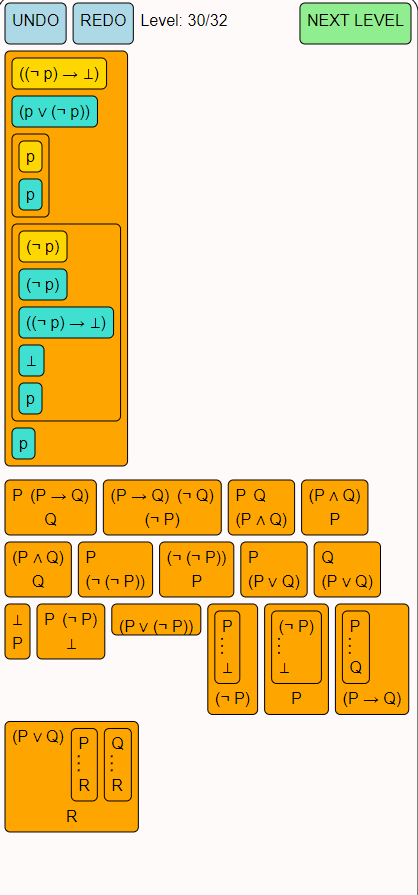 UNDO REDO Level: 30/32 NEXT LEVEL
((¬ p) → ⊥)
(p ∨ (¬ p))
p
p
(¬ p)
(¬ p)
((¬ p) → ⊥)
⊥
p
p
P (P → Q) (P → Q) (¬ Q) P Q (P ∧ Q)
Q (¬ P) (P ∧ Q) P
(P ∧ Q) P (¬ (¬ P)) P Q
Q (¬ (¬ P)) P (P ∨ Q) (P ∨ Q)
⊥ P (¬ P) (P ∨ (¬ P)) P (¬ P) P
P ⊥ ⋮ ⋮ ⋮
⊥ ⊥ Q
(¬ P) P (P → Q)
(P ∨ Q) P Q
⋮ ⋮
R R
R